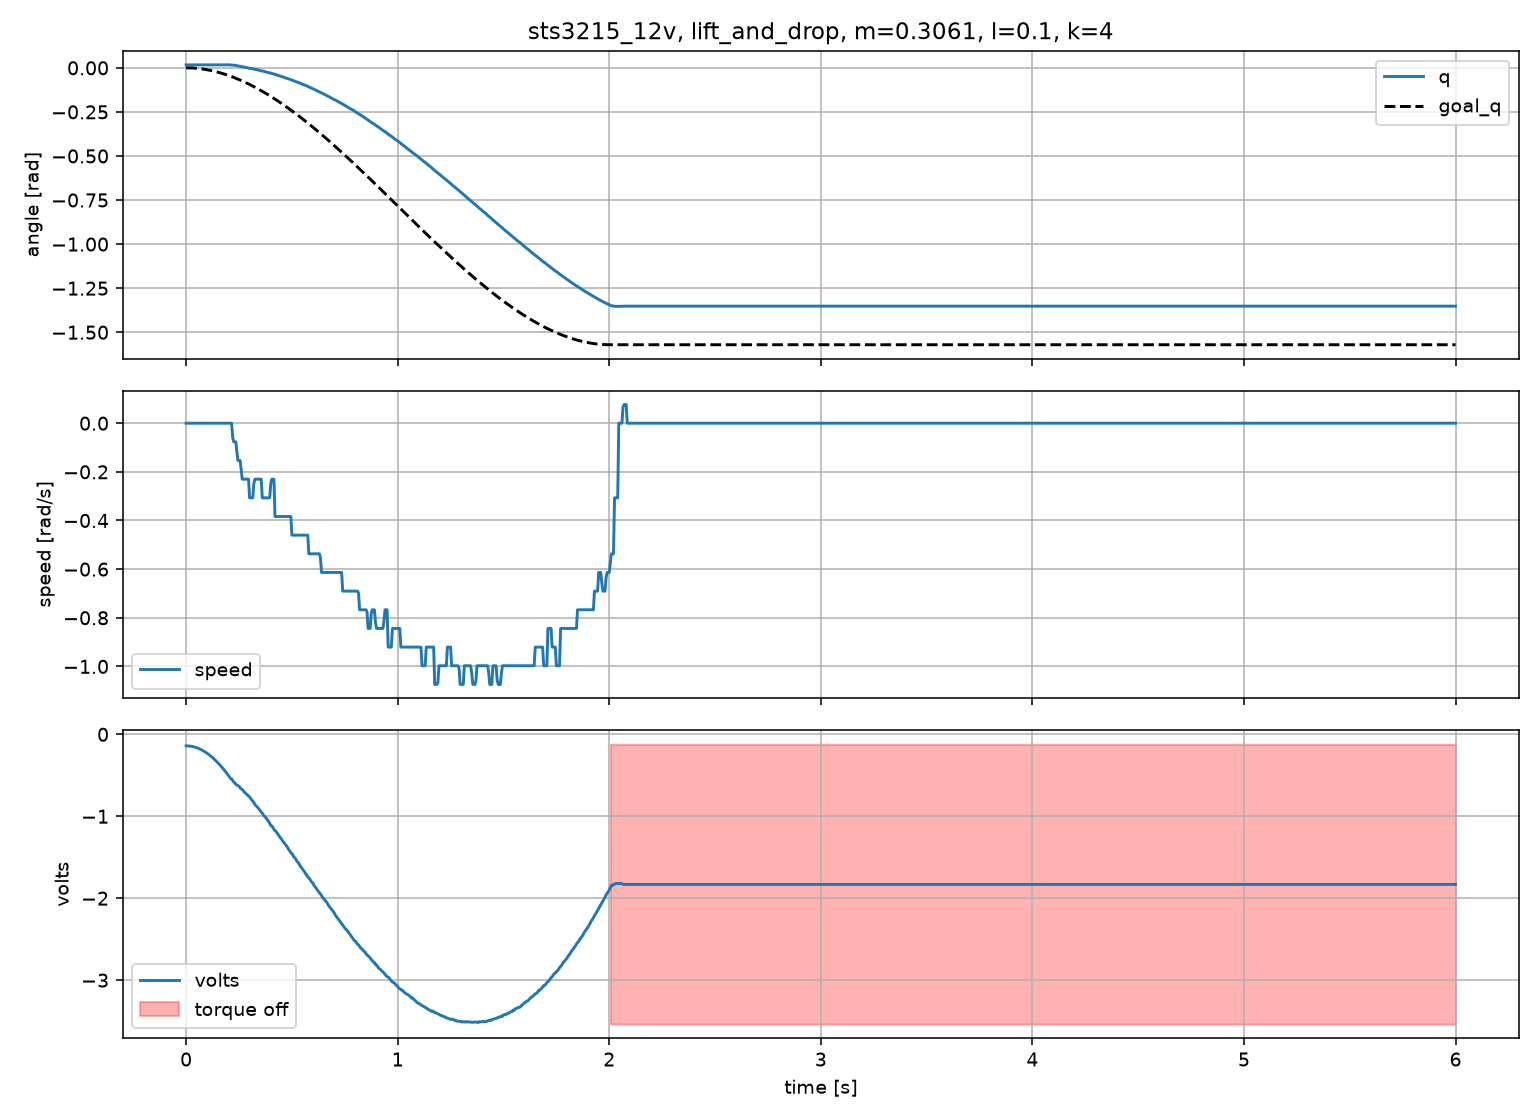 sts3215_12v, lift_and_drop, m=0.3061, l=0.1, k=4
0.00
−0.25
−0.50
−0.75
−1.00
−1.25
−1.50
angle [rad]
q
goal_q
0.0
−0.2
−0.4
−0.6
−0.8
−1.0
speed [rad/s]
speed
0
−1
−2
−3
volts
volts
torque off
0 1 2 3 4 5 6
time [s]